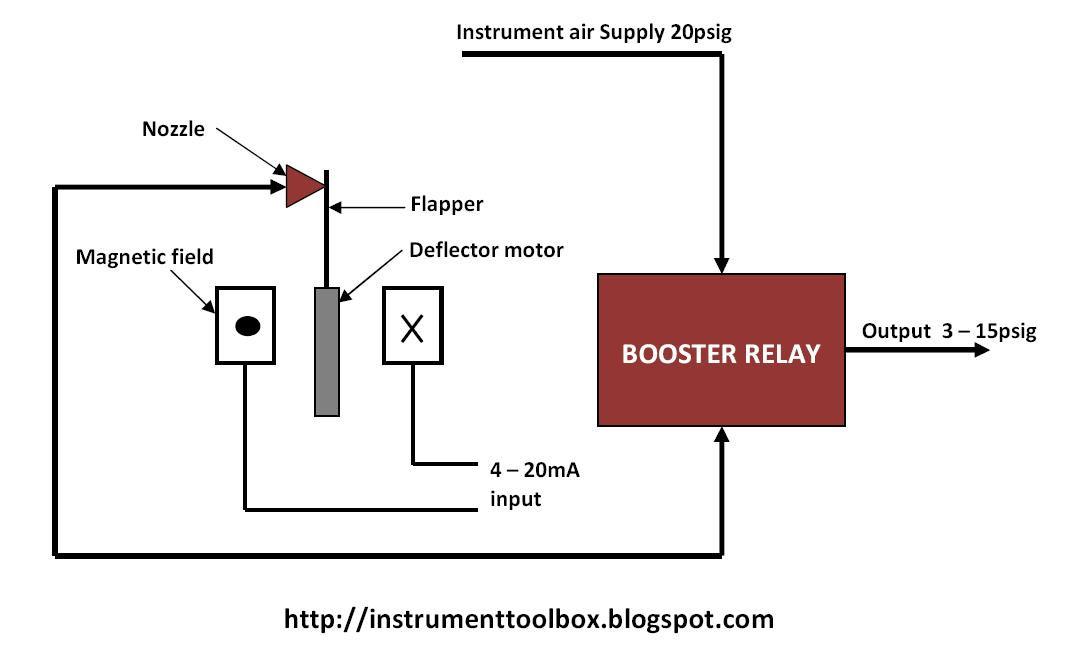 Instrument air Supply 20psig
Nozzle
Flapper
Deflector motor
Magnetic field
X
BOOSTER RELAY
Output 3 – 15psig
4 – 20mA
input
http://instrumenttoolbox.blogspot.com